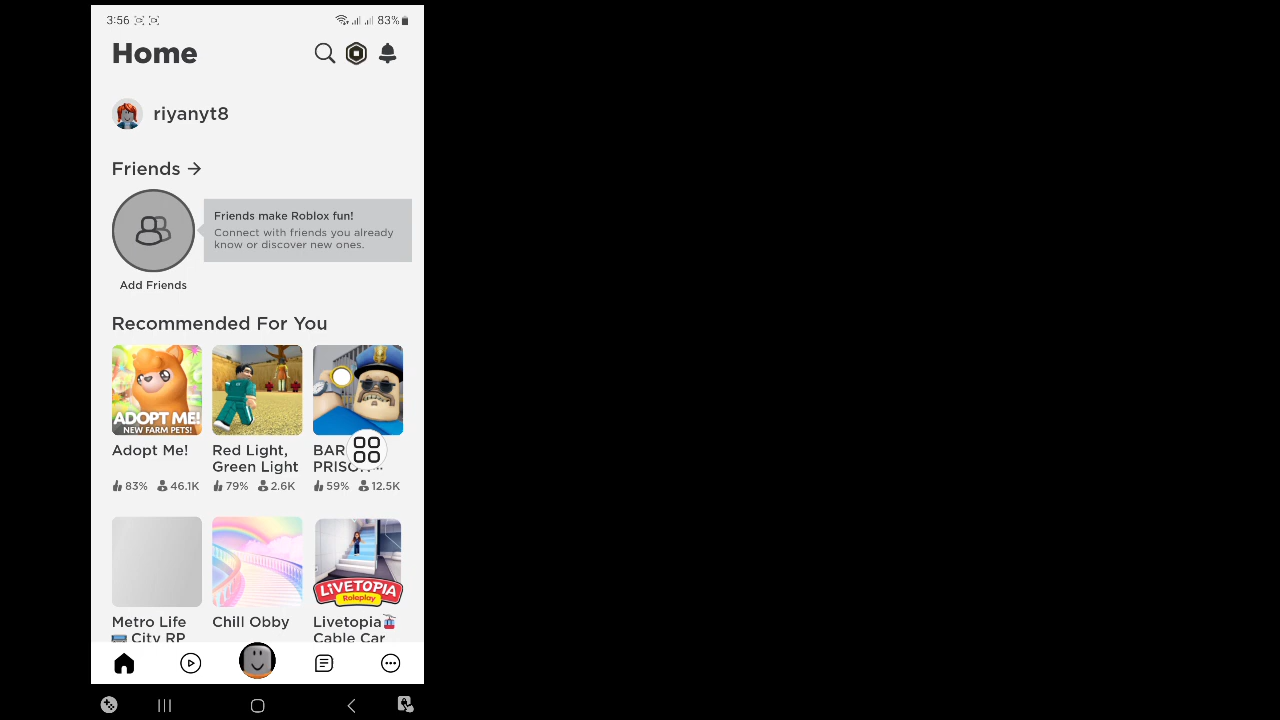 3:56 83%
Home
riyanyt8
Friends →
Friends make Roblox fun!
Connect with friends you already
know or discover new ones.
Add Friends
Recommended For You
ADOPT ME!
NEW FARM PETS!
Adopt Me!
83% 46.1K
Red Light,
Green Light
79% 2.6K
59% 12.5K
LIVETOPIA
Roleplay
Metro Life
City RP
Chill Obby
Livetopia
Cable Car